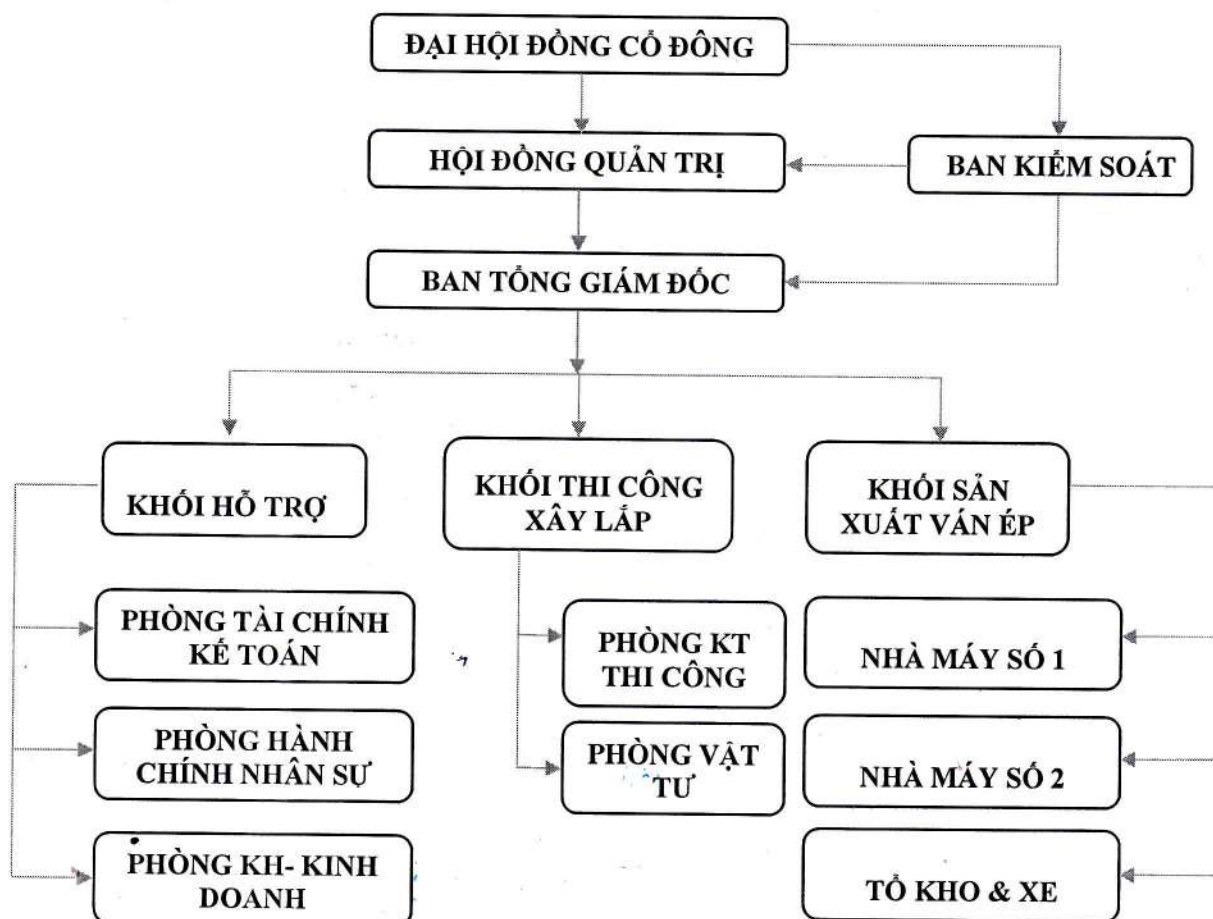 ĐẠI HỘI ĐỒNG CỔ ĐÔNG
HỘI ĐỒNG QUẢN TRỊ
BAN KIỂM SOÁT
BAN TỔNG GIÁM ĐỐC
KHỐI HỖ TRỢ
KHỐI THI CÔNG
XÂY LẮP
KHỐI SẢN
XUẤT VÁN ÉP
PHÒNG TÀI CHÍNH
KẾ TOÁN
PHÒNG KT
THI CÔNG
NHÀ MÁY SỐ 1
PHÒNG HÀNH
CHÍNH NHÂN SỰ
PHÒNG VẬT
TƯ
NHÀ MÁY SỐ 2
PHÒNG KH- KINH
DOANH
TỔ KHO & XE